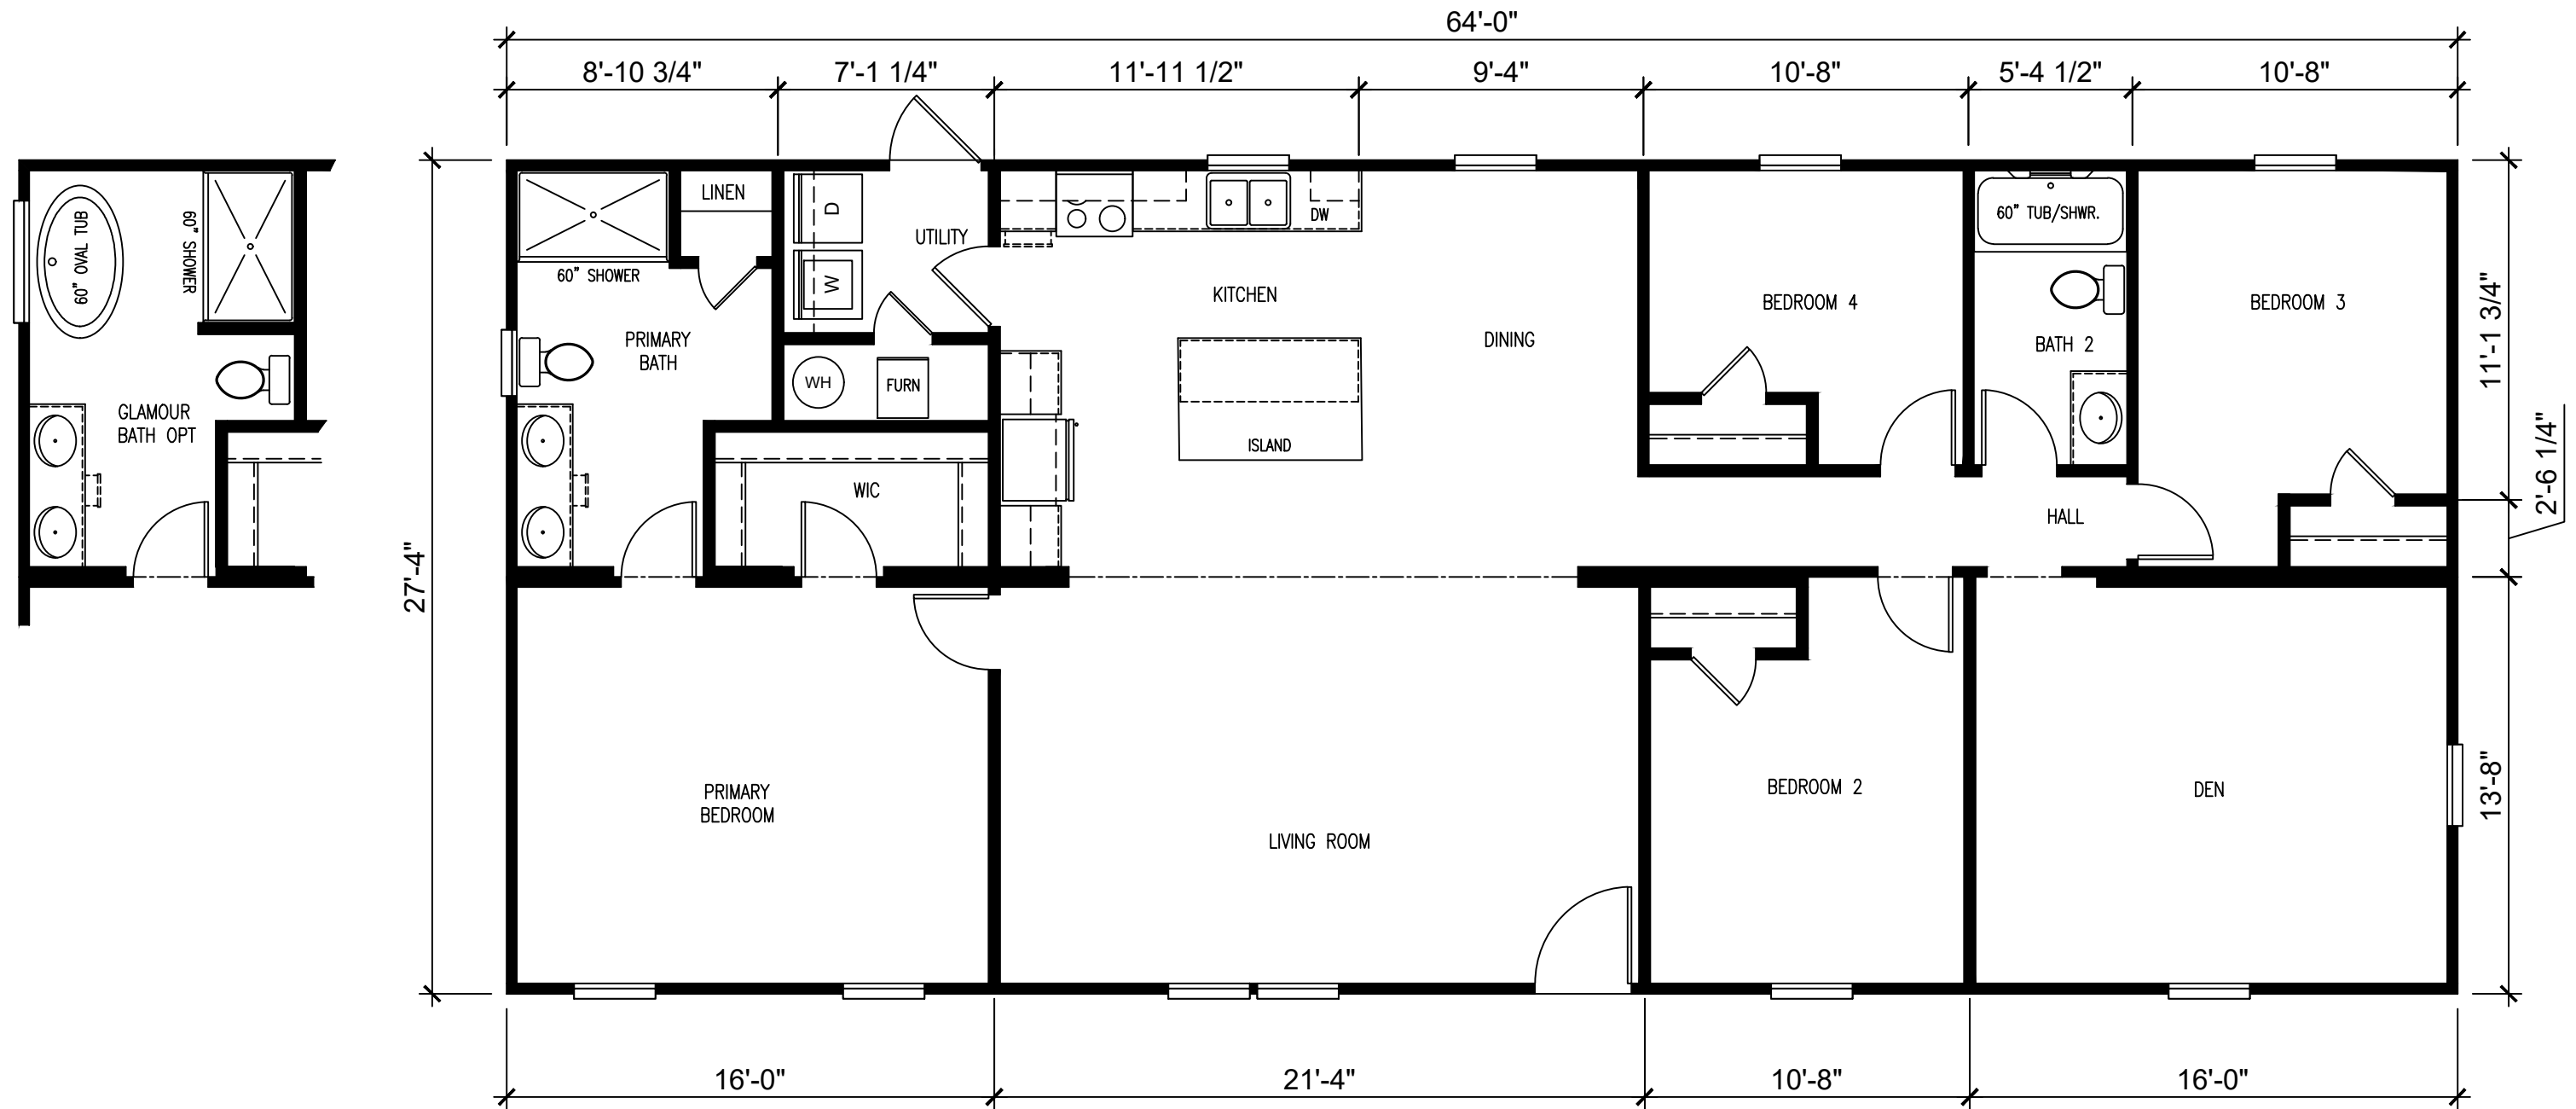 64'-0"
8'-10 3/4"
7'-1 1/4"
11'-11 1/2"
9'-4"
10'-8"
5'-4 1/2"
10'-8"
60" OVAL TUB
60" SHOWER
GLAMOUR
BATH OPT
27'-4"
LINEN
60" SHOWER
PRIMARY
BATH
D
W
UTILITY
WH
FURN
WIC
DW
KITCHEN
ISLAND
DINING
BEDROOM 4
60" TUB/SHWR.
BATH 2
BEDROOM 3
HALL
11'-1 3/4"
2'-6 1/4"
13'-8"
PRIMARY
BEDROOM
LIVING ROOM
BEDROOM 2
DEN
16'-0"
21'-4"
10'-8"
16'-0"